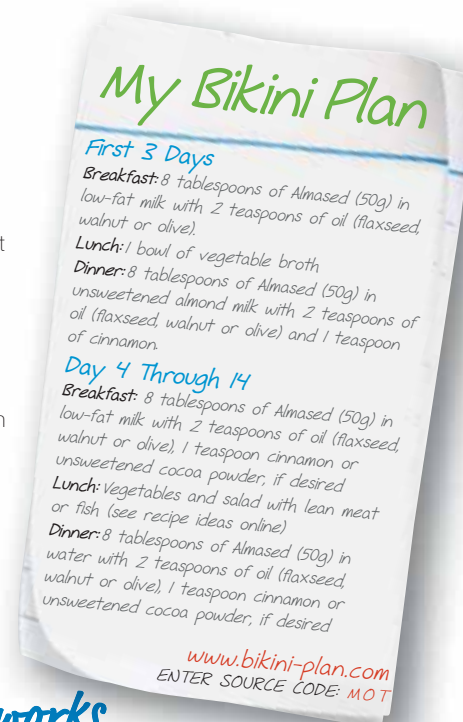 My Bikini Plan
First 3 Days
Breakfast: 8 tablespoons of Almased (50g) in
low-fat milk with 2 teaspoons of oil (flaxseed,
walnut or olive).
Lunch: 1 bowl of vegetable broth
Dinner: 8 tablespoons of Almased (50g) in
unsweetened almond milk with 2 teaspoons of
oil (flaxseed, walnut or olive) and 1 teaspoon
of cinnamon.
Day 4 Through 14
Breakfast: 8 tablespoons of Almased (50g) in
low-fat milk with 2 teaspoons of oil (flaxseed,
walnut or olive), 1 teaspoon cinnamon or
unsweetened cocoa powder, if desired
Lunch: Vegetables and salad with lean meat
or fish (see recipe ideas online)
Dinner: 8 tablespoons of Almased (50g) in
water with 2 teaspoons of oil (flaxseed,
walnut or olive), 1 teaspoon cinnamon or
unsweetened cocoa powder, if desired
www.bikini-plan.com
ENTER SOURCE CODE: MOT
works